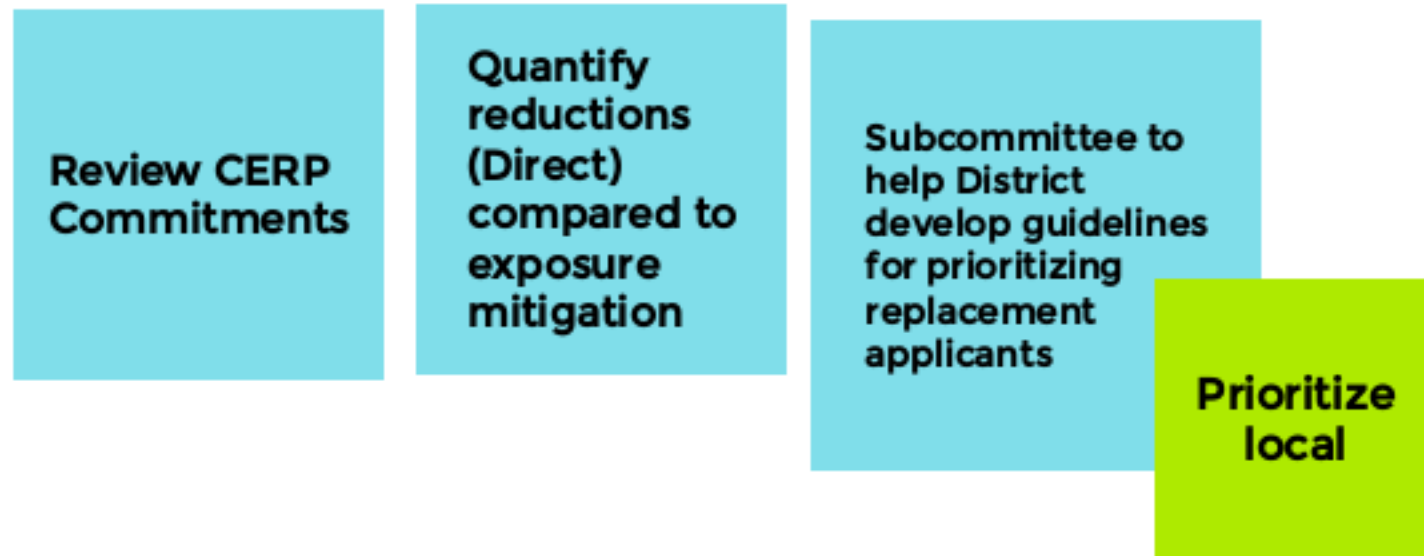 Review CERP
Commitments
Quantify
reductions
(Direct)
compared to
exposure
mitigation
Subcommittee to
help District
develop guidelines
for prioritizing
replacement
applicants
Prioritize
local